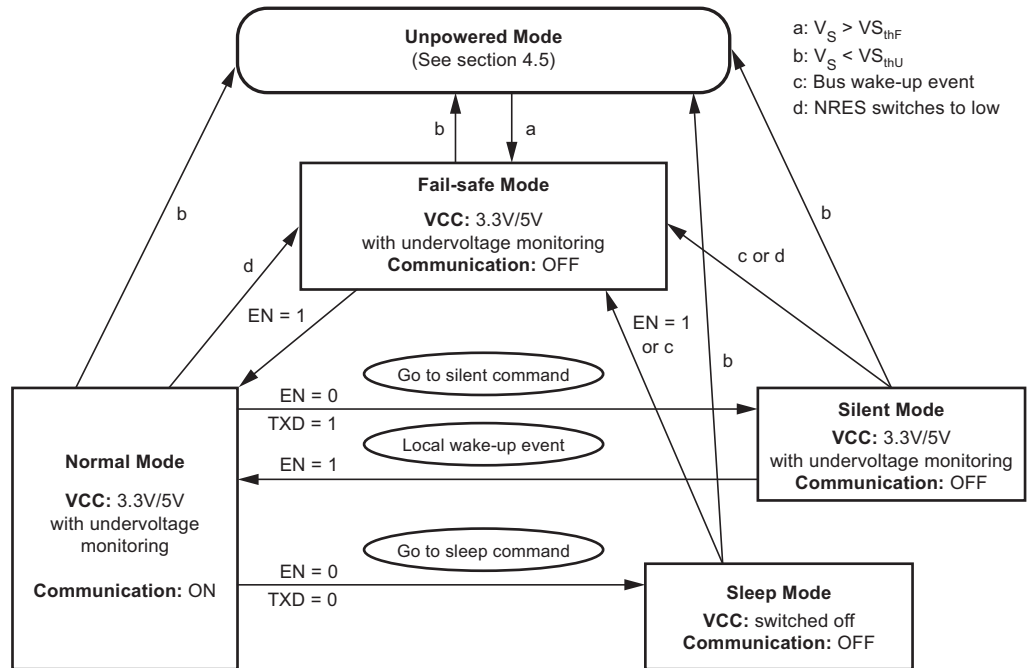 Unpowered Mode
(See section 4.5)
a: V_S > VS_thF
b: V_S < VS_thU
c: Bus wake-up event
d: NRES switches to low
b
a
Fail-safe Mode
VCC: 3.3V/5V
with undervoltage monitoring
Communication: OFF
b
d
EN = 1
c or d
b
EN = 1
or c
b
Go to silent command
EN = 0
TXD = 1
Local wake-up event
EN = 1
Silent Mode
VCC: 3.3V/5V
with undervoltage monitoring
Communication: OFF
Normal Mode
VCC: 3.3V/5V
with undervoltage
monitoring
Communication: ON
Go to sleep command
EN = 0
TXD = 0
Sleep Mode
VCC: switched off
Communication: OFF